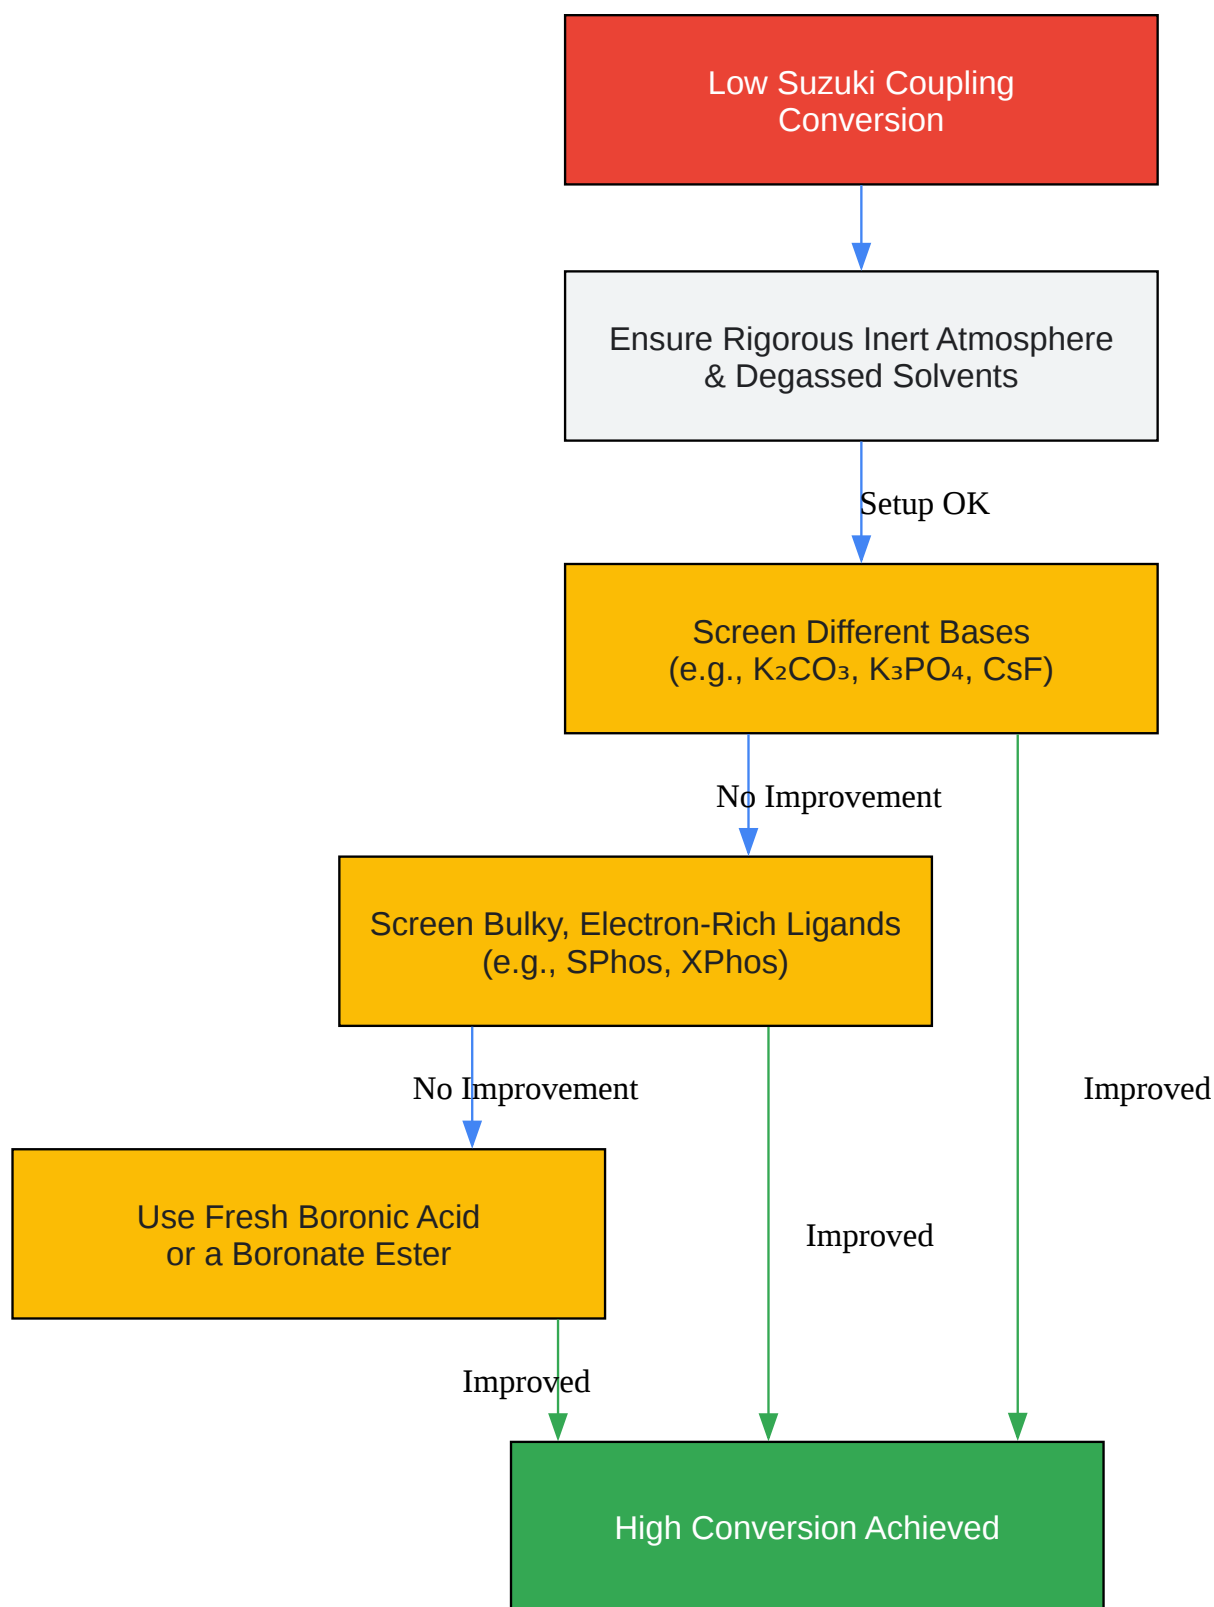 Low Suzuki Coupling
Conversion
Ensure Rigorous Inert Atmosphere
& Degassed Solvents
Setup OK
Screen Different Bases
(e.g., K₂CO₃, K₃PO₄, CsF)
No Improvement
Screen Bulky, Electron-Rich Ligands
(e.g., SPhos, XPhos)
No Improvement
Improved
Use Fresh Boronic Acid
or a Boronate Ester
Improved
Improved
High Conversion Achieved